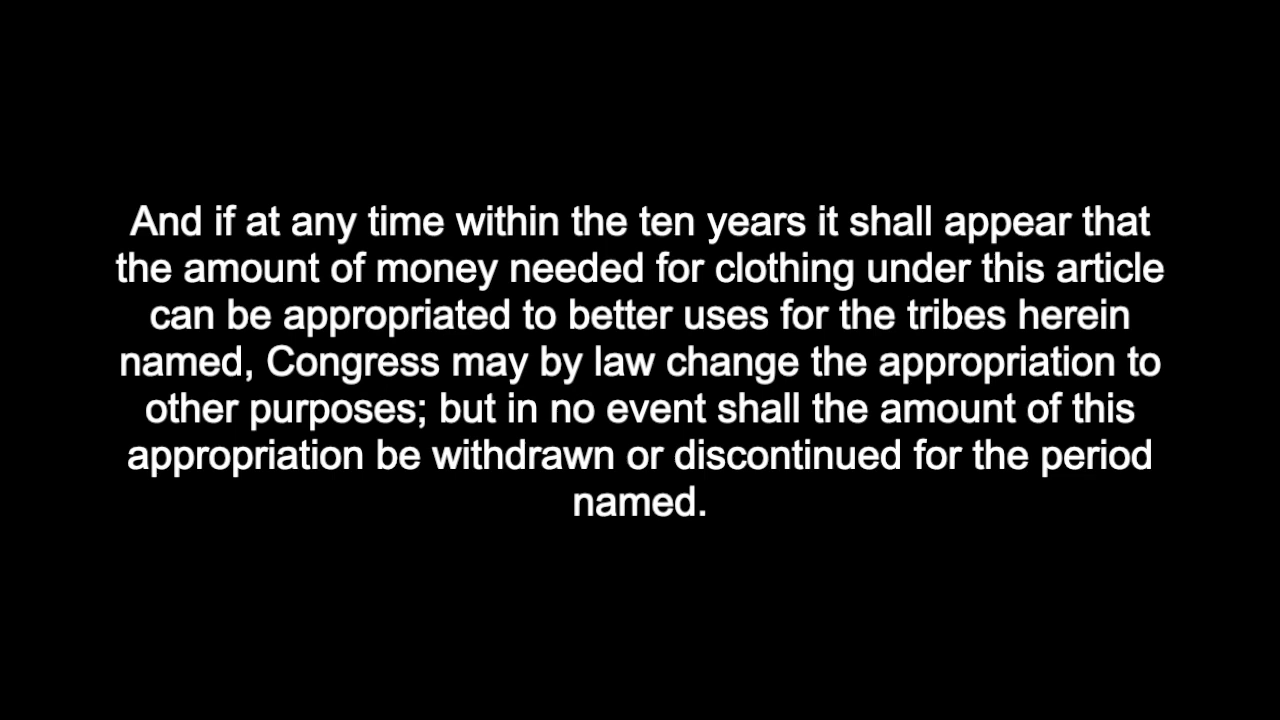 And if at any time within the ten years it shall appear that
the amount of money needed for clothing under this article
can be appropriated to better uses for the tribes herein
named, Congress may by law change the appropriation to
other purposes; but in no event shall the amount of this
appropriation be withdrawn or discontinued for the period
named.